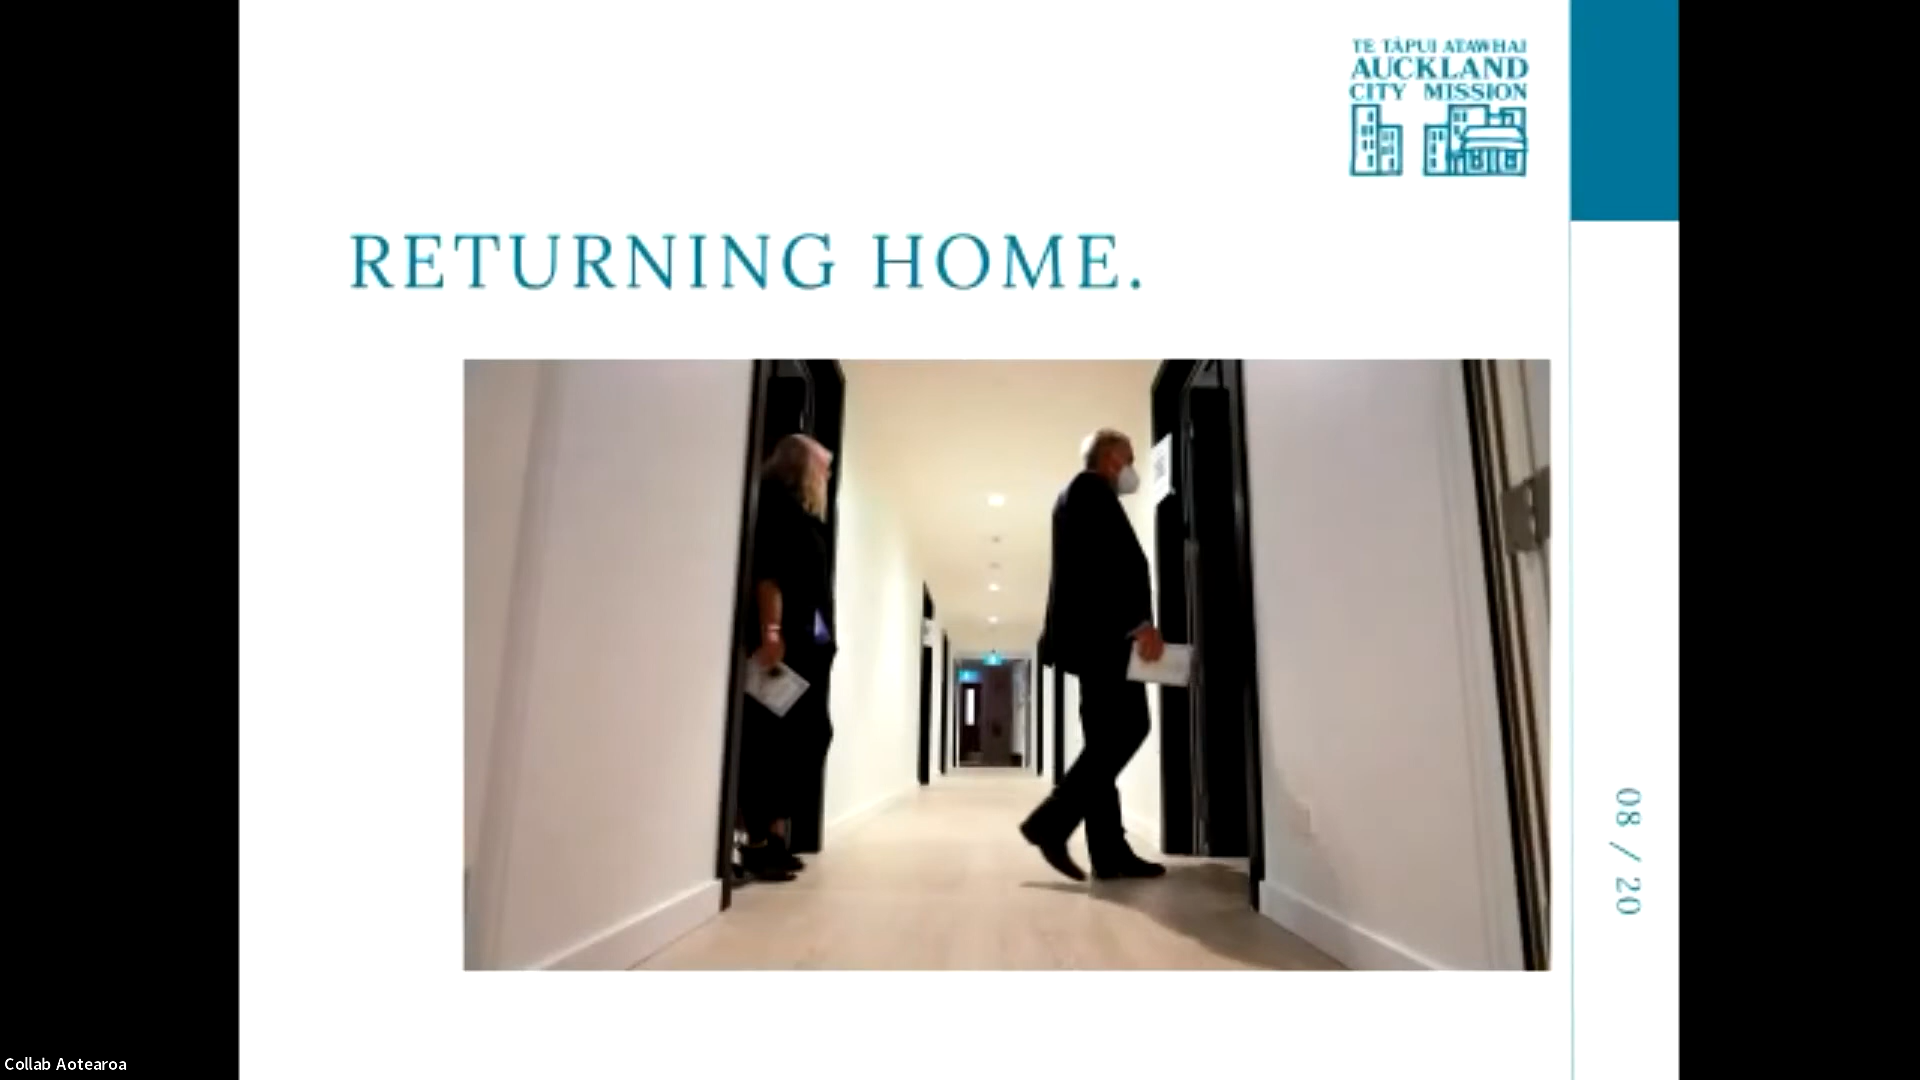 TE TĀPUI ATAWHAI
AUCKLAND
CITY MISSION
RETURNING HOME.
08 / 20
Collab Aotearoa